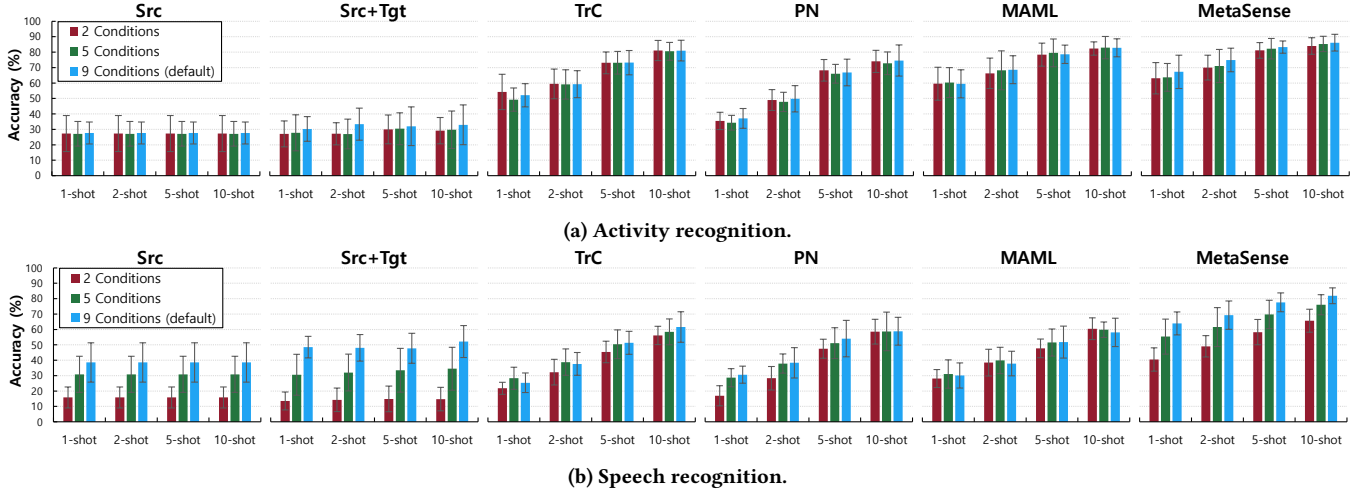 Src Src+Tgt TrC PN MAML MetaSense
100
90
80
70
60
50
40
30
20
10
0
Accuracy (%)
2 Conditions
5 Conditions
9 Conditions (default)
1-shot 2-shot 5-shot 10-shot 1-shot 2-shot 5-shot 10-shot 1-shot 2-shot 5-shot 10-shot 1-shot 2-shot 5-shot 10-shot 1-shot 2-shot 5-shot 10-shot 1-shot 2-shot 5-shot 10-shot
(a) Activity recognition.
Src Src+Tgt TrC PN MAML MetaSense
100
90
80
70
60
50
40
30
20
10
0
Accuracy (%)
2 Conditions
5 Conditions
9 Conditions (default)
1-shot 2-shot 5-shot 10-shot 1-shot 2-shot 5-shot 10-shot 1-shot 2-shot 5-shot 10-shot 1-shot 2-shot 5-shot 10-shot 1-shot 2-shot 5-shot 10-shot 1-shot 2-shot 5-shot 10-shot
(b) Speech recognition.